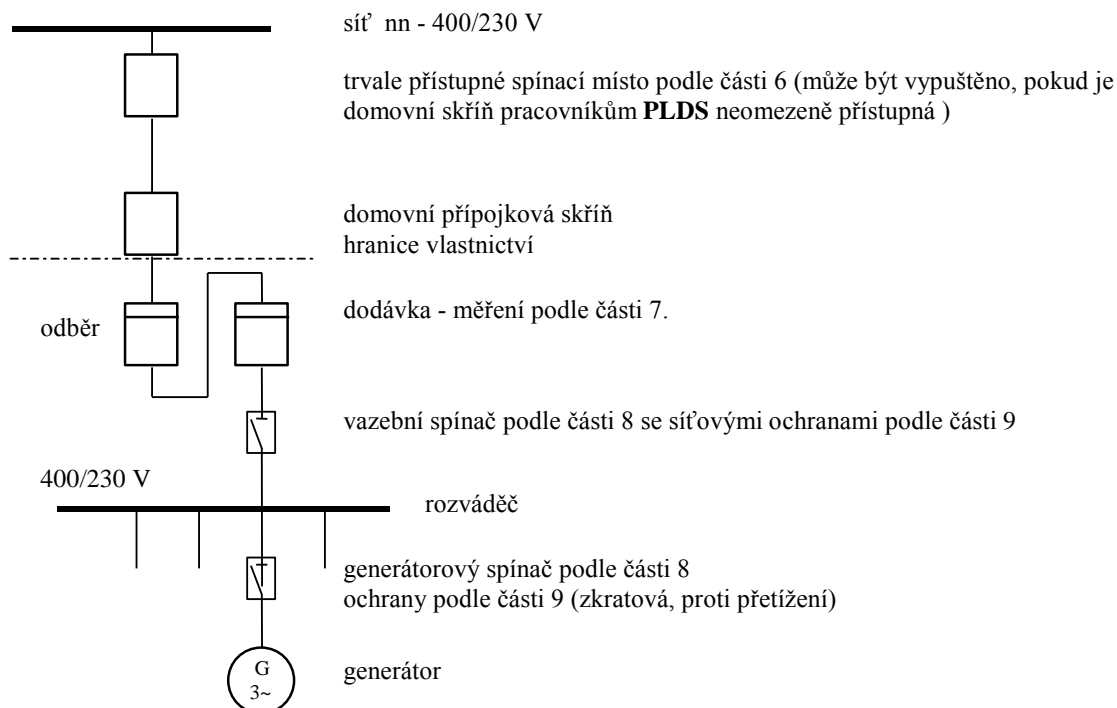 síť nn - 400/230 V
trvale přístupné spínací místo podle části 6 (může být vypuštěno, pokud je
domovní skříň pracovníkům PLDS neomezeně přístupná )
domovní přípojková skříň
hranice vlastnictví
odběr
dodávka - měření podle části 7.
vazební spínač podle části 8 se síťovými ochranami podle části 9
400/230 V
rozváděč
generátorový spínač podle části 8
ochrany podle části 9 (zkratová, proti přetížení)
G
3~
generátor